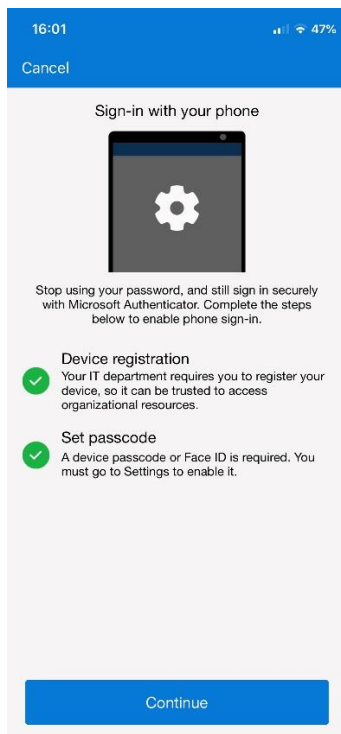 16:01
47%
Cancel
Sign-in with your phone
Stop using your password, and still sign in securely
with Microsoft Authenticator. Complete the steps
below to enable phone sign-in.
Device registration
Your IT department requires you to register your
device, so it can be trusted to access
organizational resources.
Set passcode
A device passcode or Face ID is required. You
must go to Settings to enable it.
Continue